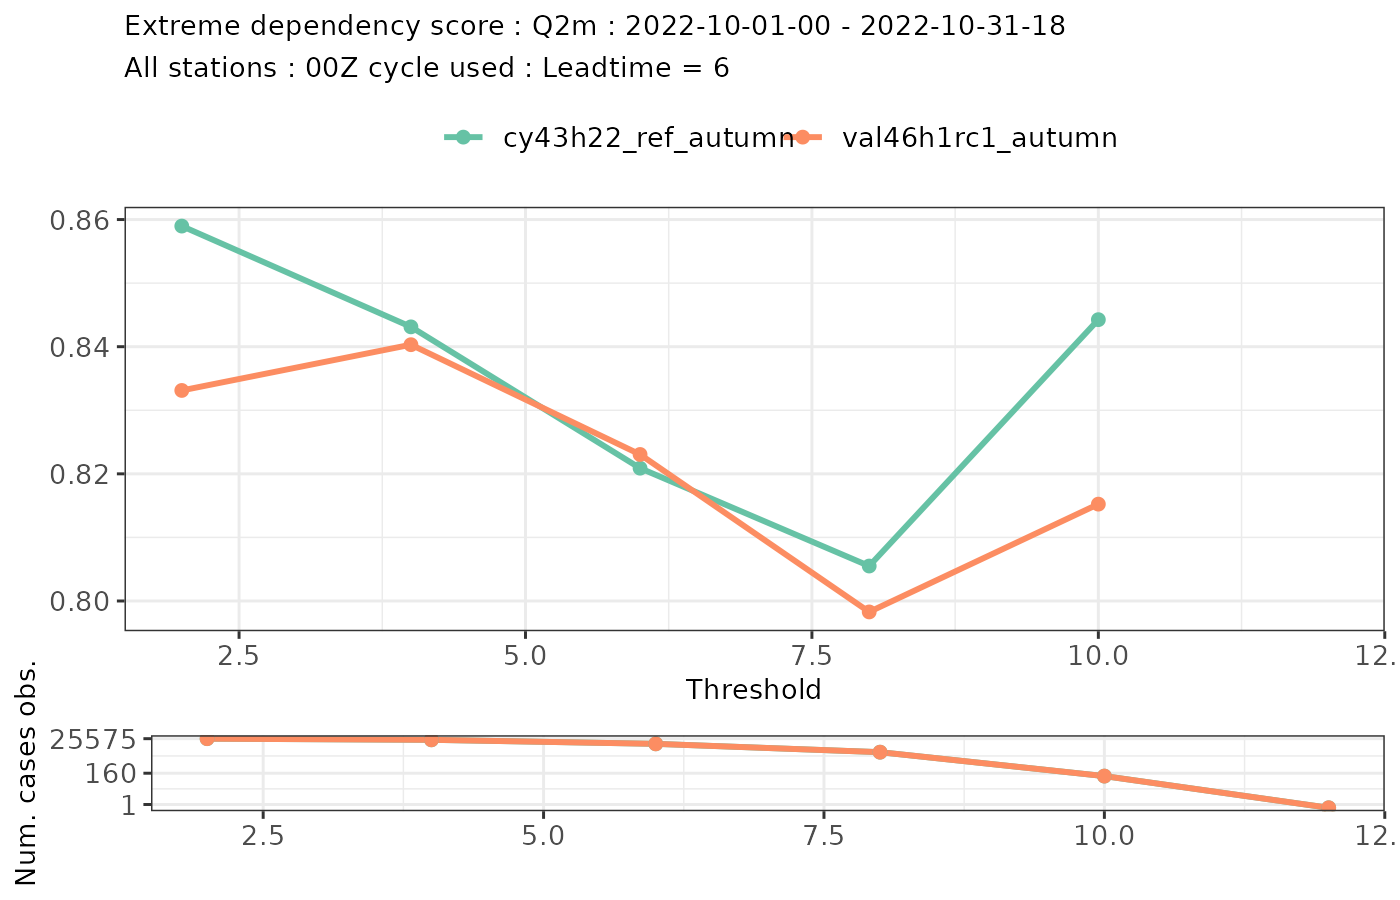 Extreme dependency score : Q2m : 2022-10-01-00 - 2022-10-31-18
All stations : 00Z cycle used : Leadtime = 6
cy43h22_ref_autumn val46h1rc1_autumn
0.86
0.84
0.82
0.80
2.5 5.0 7.5 10.0 12.
Threshold
Num. cases obs.
25575
160
1
2.5 5.0 7.5 10.0 12.